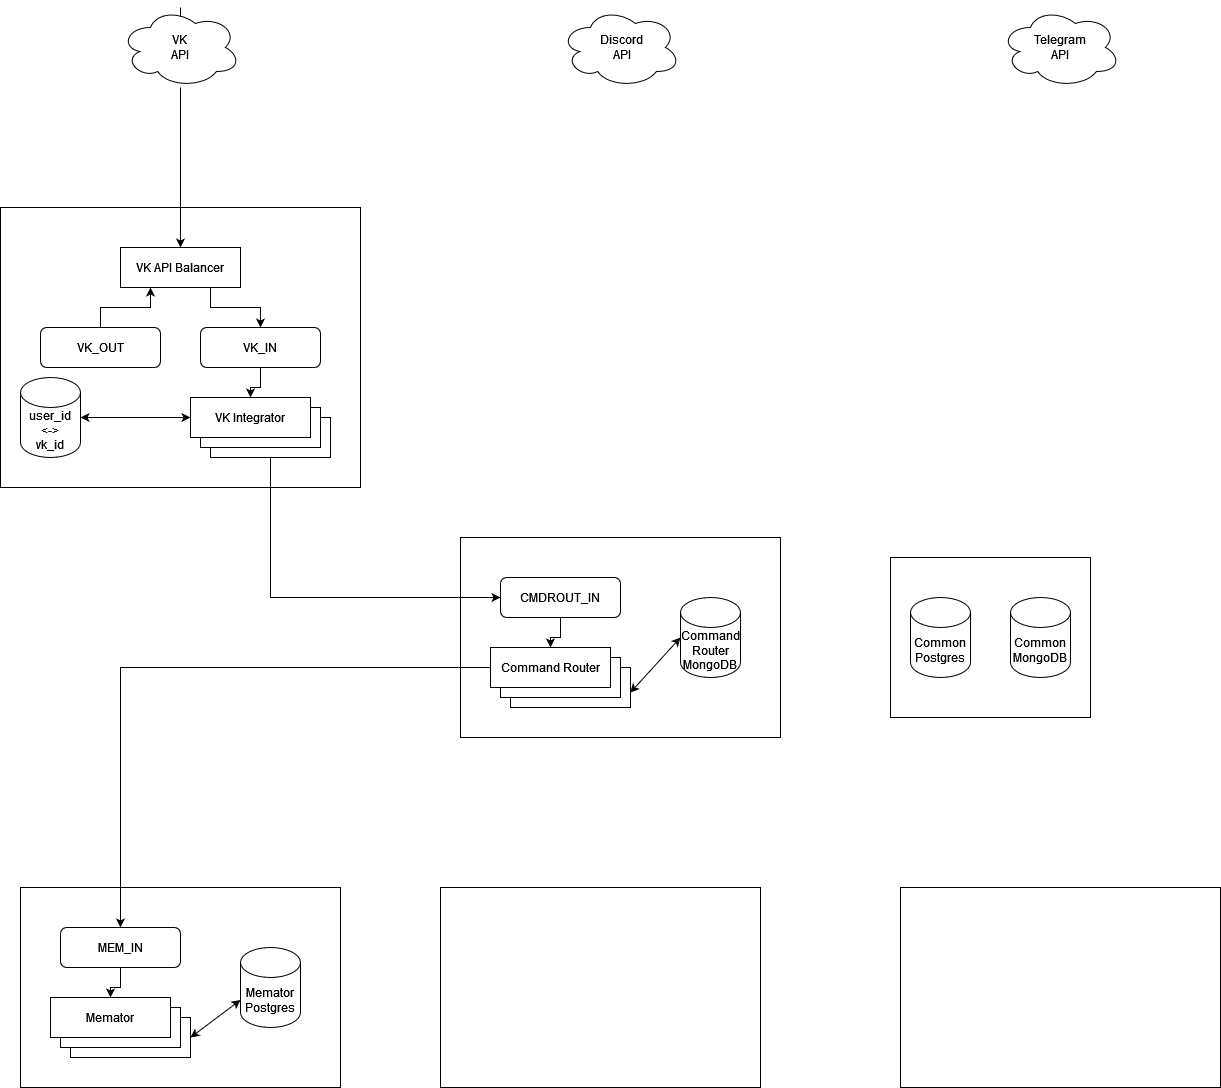 VK
API
Discord
API
Telegram
API
VK API Balancer
VK_OUT
VK_IN
user_id
<->
vk_id
VK Integrator
CMDROUT_IN
Command Router
Command
Router
MongoDB
Common
Postgres
Common
MongoDB
MEM_IN
Memator
Memator
Postgres